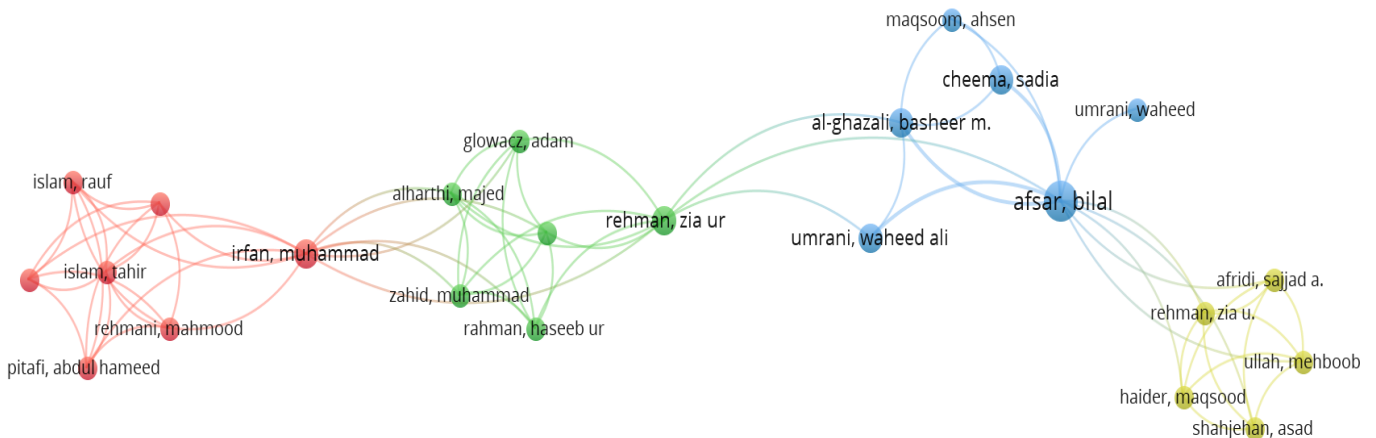 maqsoom, ahsen
cheema, sadia
umrani, waheed
al-ghazali, basheer m.
glowacz, adam
islam, rauf
alharthi, majed
afsar, bilal
rehman, zia ur
umrani, waheed ali
irfan, muhammad
islam, tahir
afridi, sajjad a.
zahid, muhammad
rehman, zia u.
rehmani, mahmood
rahman, haseeb ur
ullah, mehboob
pitafi, abdul hameed
haider, maqsood
shahjehan, asad